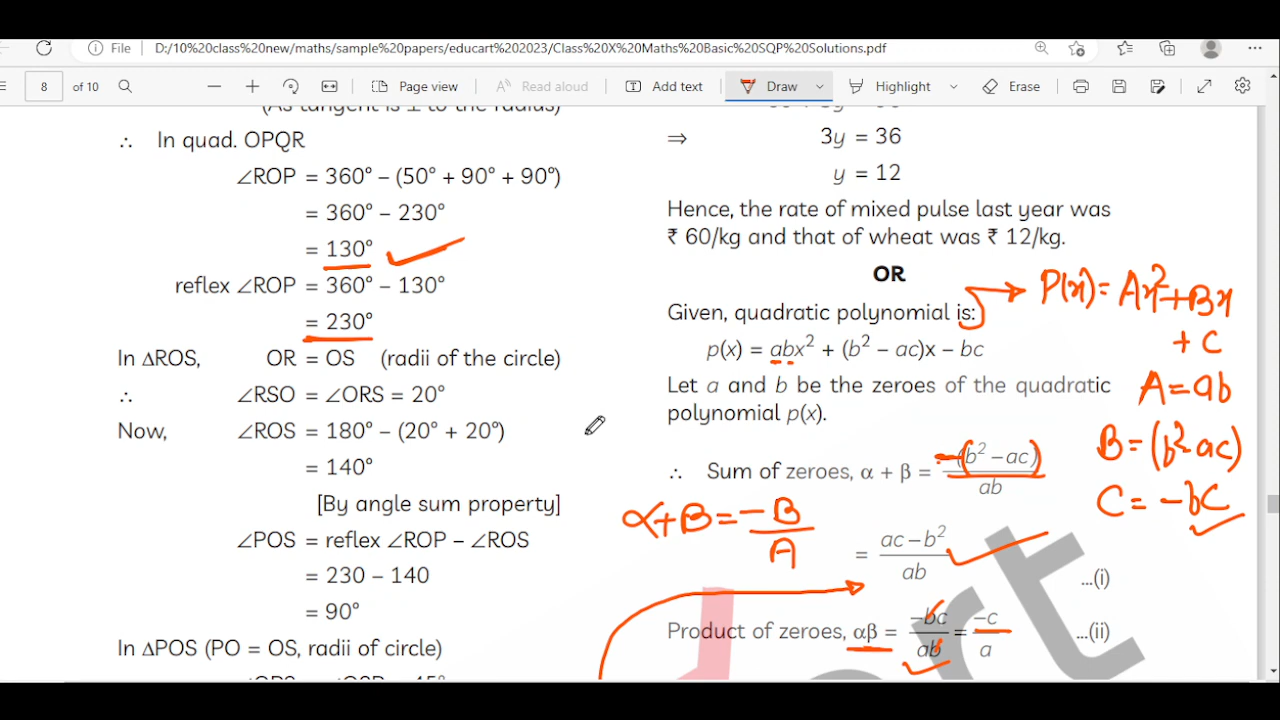 File
D:/10%20class%20new/maths/sample%20papers/educart%202023/Class%20X%20Maths%20Basic%20SQP%20Solutions.pdf
8 of 10
Page view
Read aloud
Add text
Draw
Highlight
Erase
(As tangent is ⊥ to the radius)
∴ In quad. OPQR
∠ROP = 360° – (50° + 90° + 90°)
= 360° – 230°
= 130°
reflex ∠ROP = 360° – 130°
= 230°
In ΔROS, OR = OS (radii of the circle)
∴ ∠RSO = ∠ORS = 20°
Now, ∠ROS = 180° – (20° + 20°)
= 140°
[By angle sum property]
∠POS = reflex ∠ROP – ∠ROS
= 230 – 140
= 90°
In ΔPOS (PO = OS, radii of circle)
⇒ 3y = 36
y = 12
Hence, the rate of mixed pulse last year was
₹ 60/kg and that of wheat was ₹ 12/kg.
OR
Given, quadratic polynomial is:
p(x) = abx² + (b² – ac)x – bc
Let a and b be the zeroes of the quadratic
polynomial p(x).
∴ Sum of zeroes, α + β = –(b² – ac)/ab
= ac – b²/ab ...(i)
Product of zeroes, αβ = –bc/ab = –c/a ...(ii)
P(x) = Ax² + Bx
+ C
A = ab
B = (b² - ac)
C = -bC
α+B = -B/A
rt